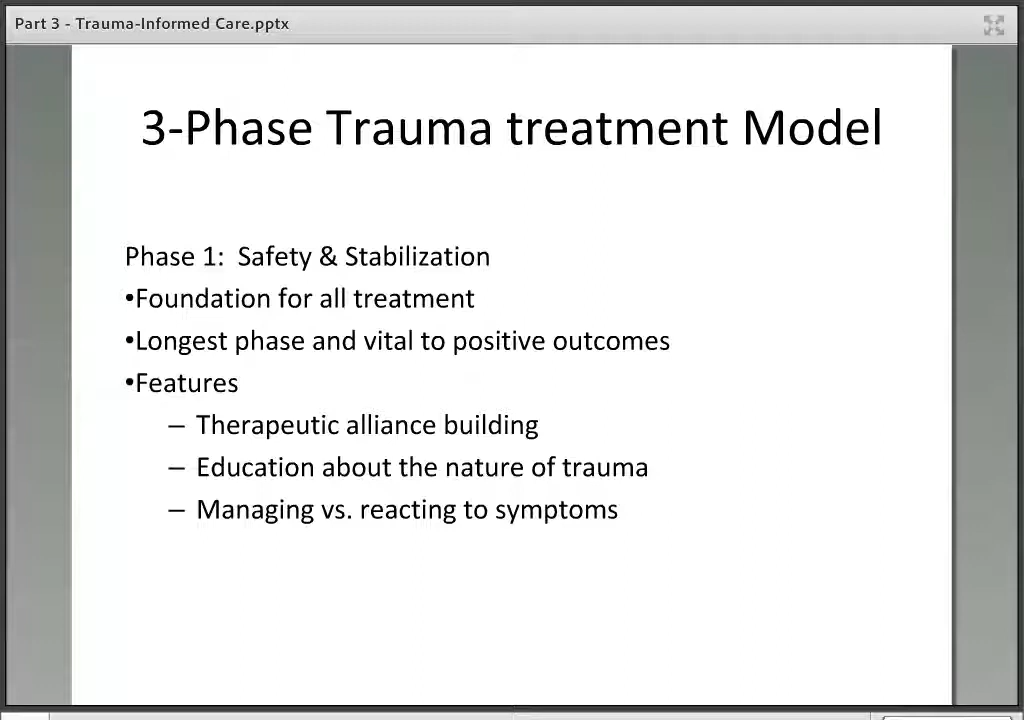 Part 3 - Trauma-Informed Care.pptx
3-Phase Trauma treatment Model
Phase 1:  Safety & Stabilization
•Foundation for all treatment
•Longest phase and vital to positive outcomes
•Features
– Therapeutic alliance building
– Education about the nature of trauma
– Managing vs. reacting to symptoms